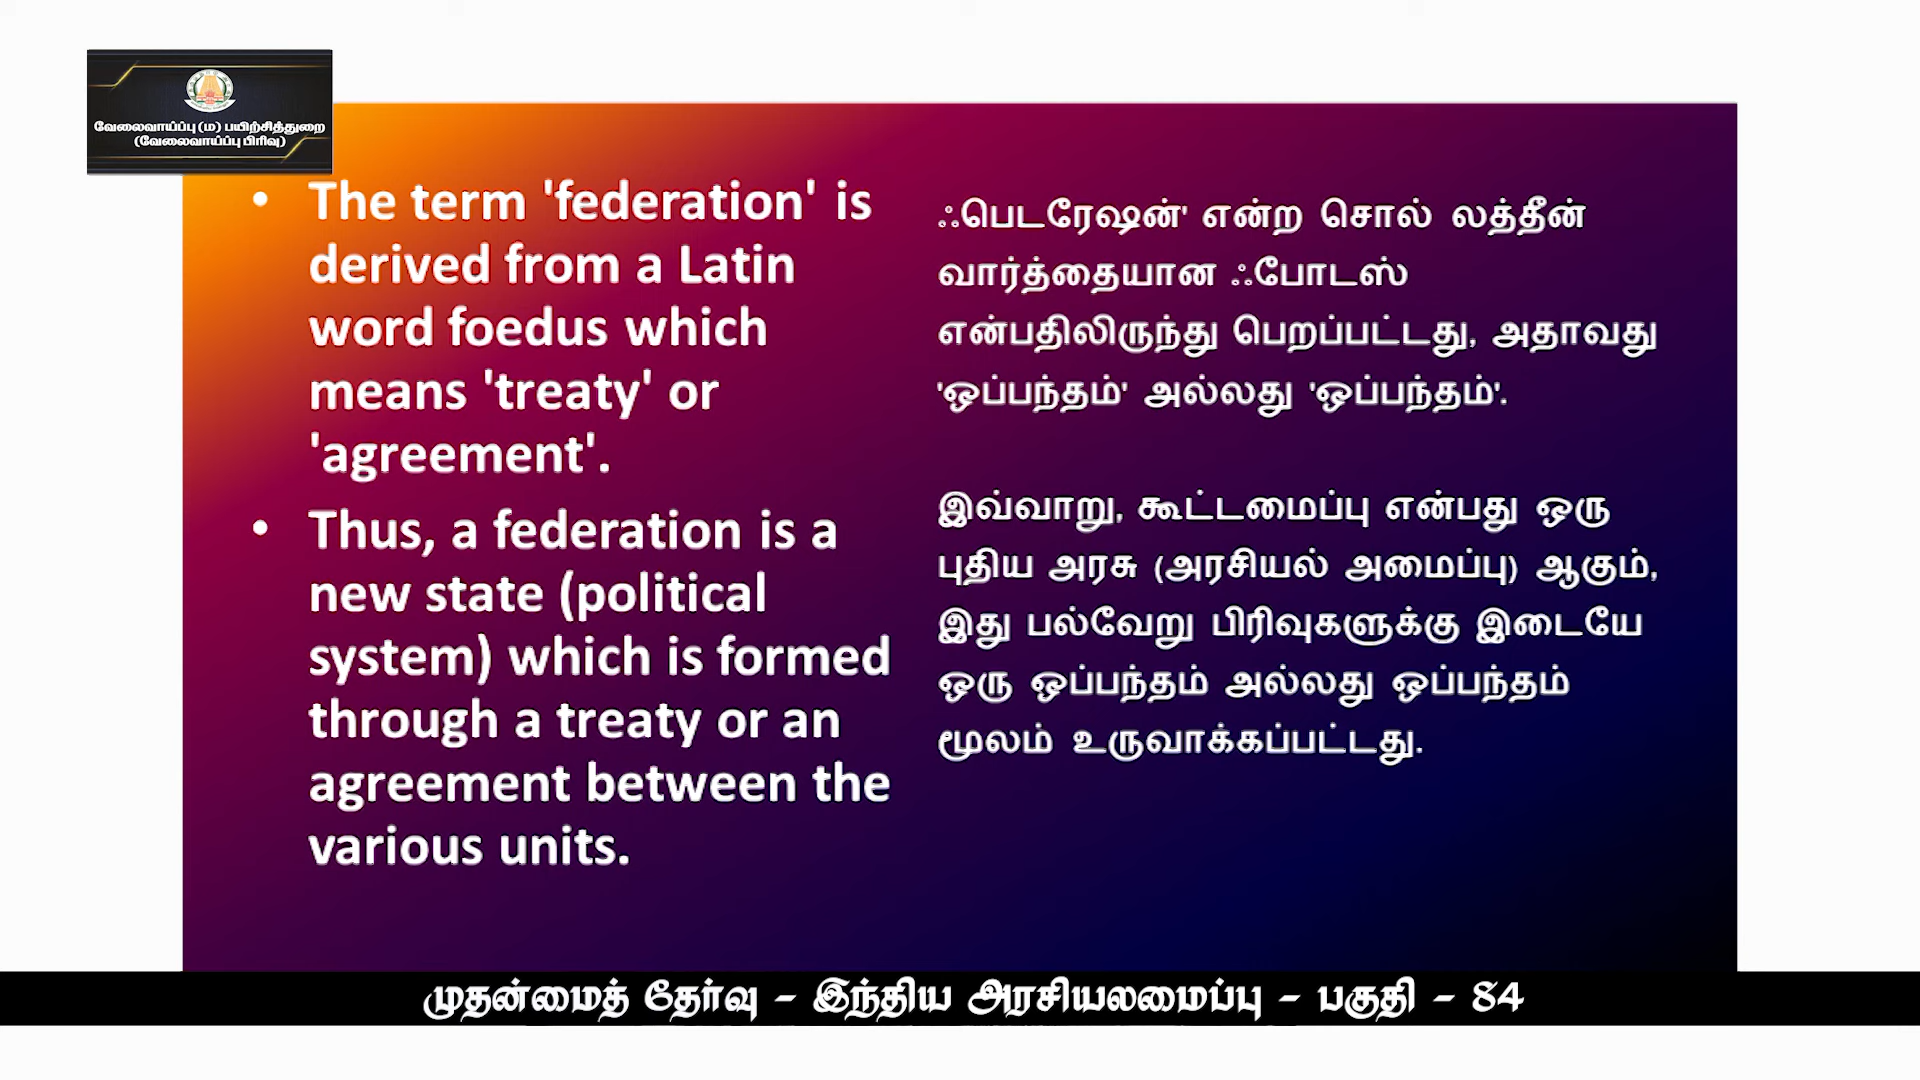 வேலைவாய்ப்பு (ம) பயிற்சித்துறை
(வேலைவாய்ப்பு பிரிவு)
• The term 'federation' is
derived from a Latin
word foedus which
means 'treaty' or
'agreement'.
• Thus, a federation is a
new state (political
system) which is formed
through a treaty or an
agreement between the
various units.
ஃபெடரேஷன்' என்ற சொல் லத்தீன்
வார்த்தையான ஃபோடஸ்
என்பதிலிருந்து பெறப்பட்டது, அதாவது
'ஒப்பந்தம்' அல்லது 'ஒப்பந்தம்'.
இவ்வாறு, கூட்டமைப்பு என்பது ஒரு
புதிய அரசு (அரசியல் அமைப்பு) ஆகும்,
இது பல்வேறு பிரிவுகளுக்கு இடையே
ஒரு ஒப்பந்தம் அல்லது ஒப்பந்தம்
மூலம் உருவாக்கப்பட்டது.
முதன்மைத் தேர்வு - இந்திய அரசியலமைப்பு - பகுதி - 84